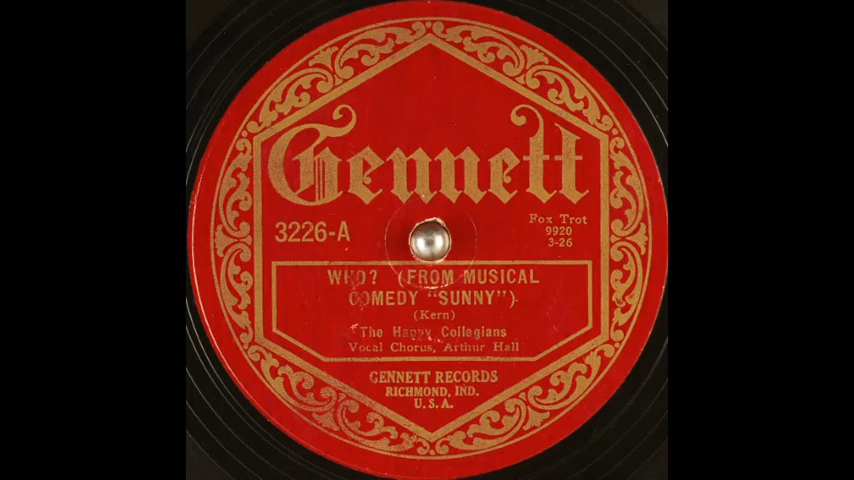 Gennett
3226-A
Fox Trot
9920
3-26
WHO? (FROM MUSICAL
COMEDY "SUNNY")
(Kern)
The Happy Collegians
Vocal Chorus, Arthur Hall
GENNETT RECORDS
RICHMOND, IND.
U.S.A.